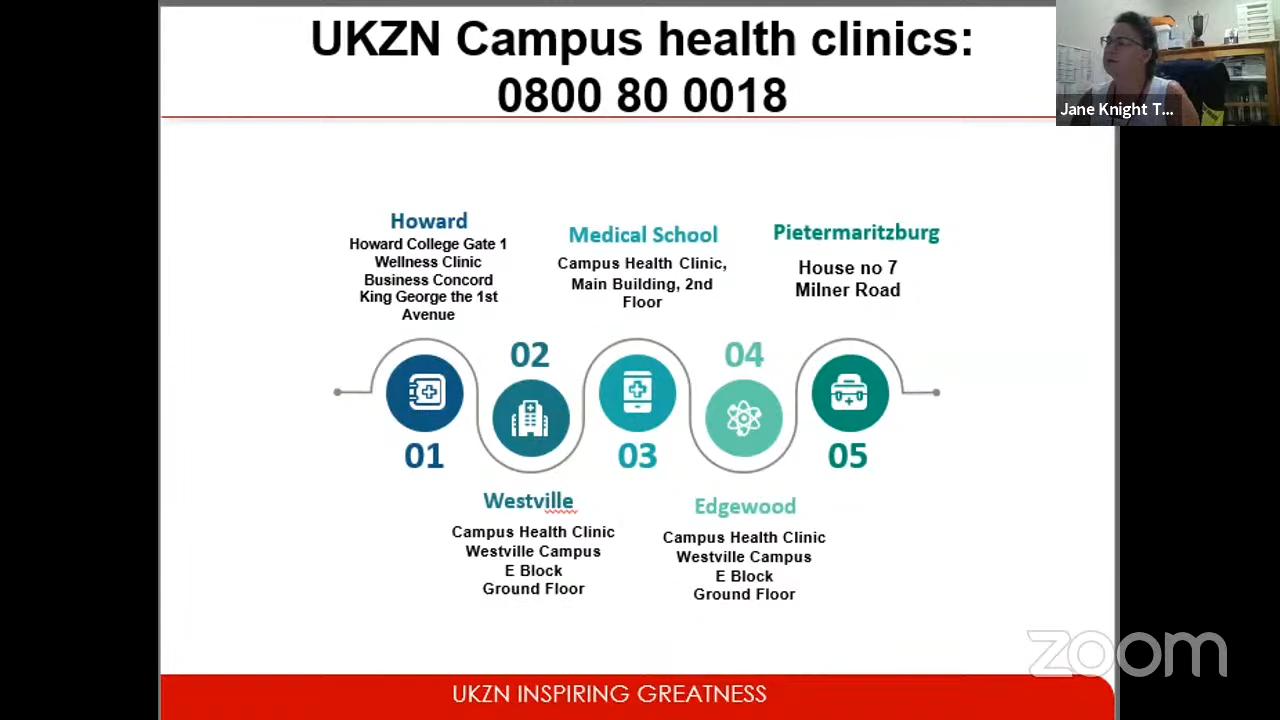 UKZN Campus health clinics:
0800 80 0018
Jane Knight T...
Howard
Howard College Gate 1
Wellness Clinic
Business Concord
King George the 1st
Avenue
Medical School
Campus Health Clinic,
Main Building, 2nd
Floor
Pietermaritzburg
House no 7
Milner Road
02
04
01
03
05
Westville
Campus Health Clinic
Westville Campus
E Block
Ground Floor
Edgewood
Campus Health Clinic
Westville Campus
E Block
Ground Floor
zoom
UKZN INSPIRING GREATNESS